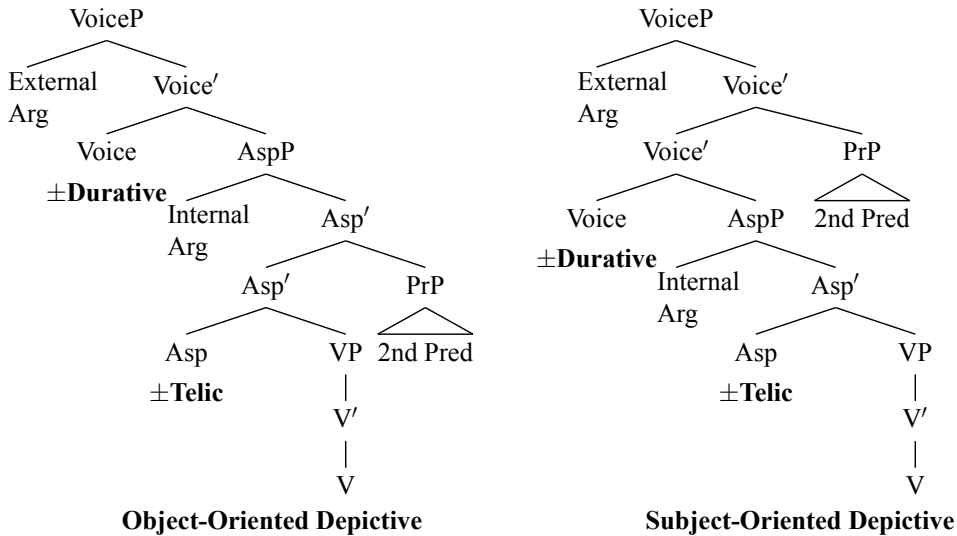 VoiceP
External
Arg
Voice′
Voice
±Durative
AspP
Internal
Arg
Asp′
Asp′
PrP
2nd Pred
Asp
±Telic
VP
V′
V
Object-Oriented Depictive
VoiceP
External
Arg
Voice′
Voice′
PrP
2nd Pred
Voice
±Durative
AspP
Internal
Arg
Asp′
Asp
±Telic
VP
V′
V
Subject-Oriented Depictive